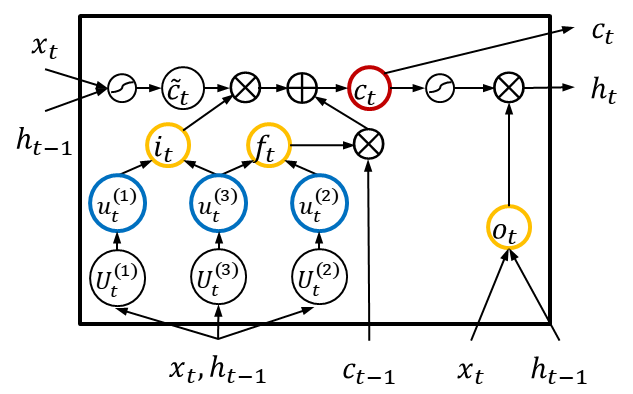 x_t
c_t
c̃_t
c_t
h_t
h_{t-1}
i_t
f_t
u_t^{(1)}
u_t^{(3)}
u_t^{(2)}
o_t
U_t^{(1)}
U_t^{(3)}
U_t^{(2)}
x_t, h_{t-1}
c_{t-1}
x_t
h_{t-1}